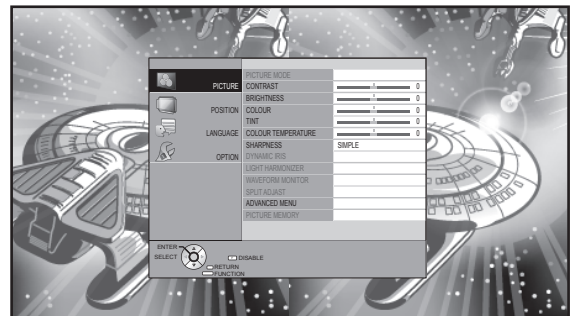 PICTURE
POSITION
LANGUAGE
OPTION
PICTURE MODE
CONTRAST 0
BRIGHTNESS 0
COLOUR 0
TINT 0
COLOUR TEMPERATURE 0
SHARPNESS SIMPLE
DYNAMIC IRIS
LIGHT HARMONIZER
WAVEFORM MONITOR
SPLIT ADJUST
ADVANCED MENU
PICTURE MEMORY
ENTER
SELECT
DISABLE
RETURN
FUNCTION